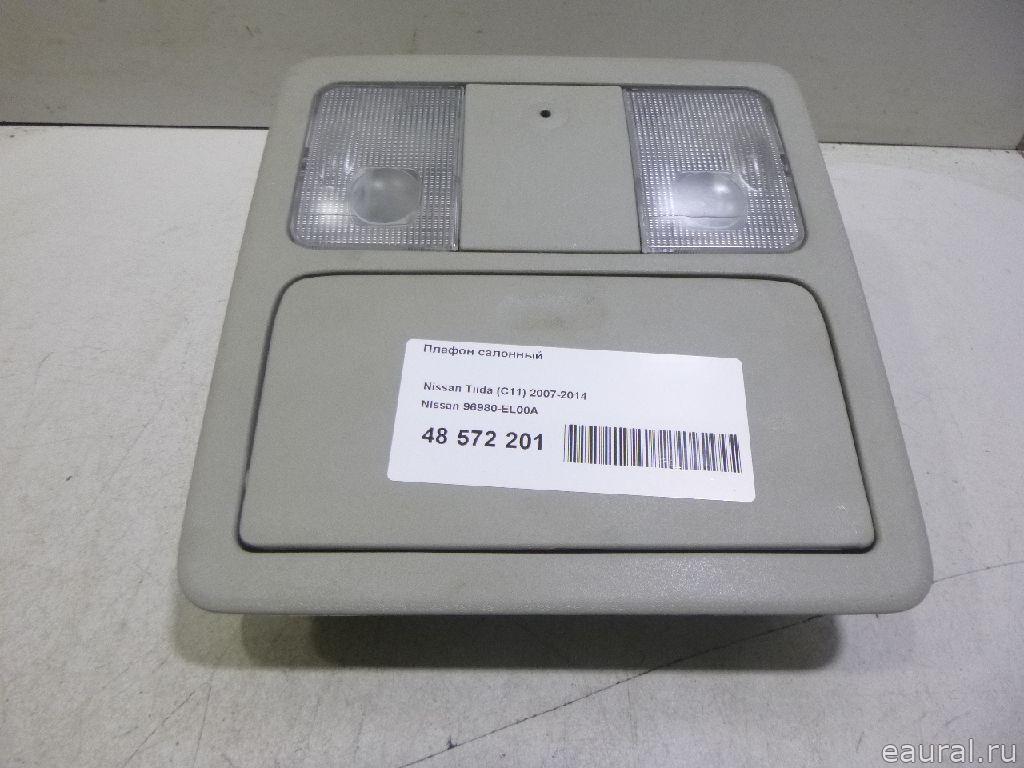 Плафон салонный
Nissan Tiida (C11) 2007-2014
Nissan 96980-EL00A
48 572 201
eaural.ru